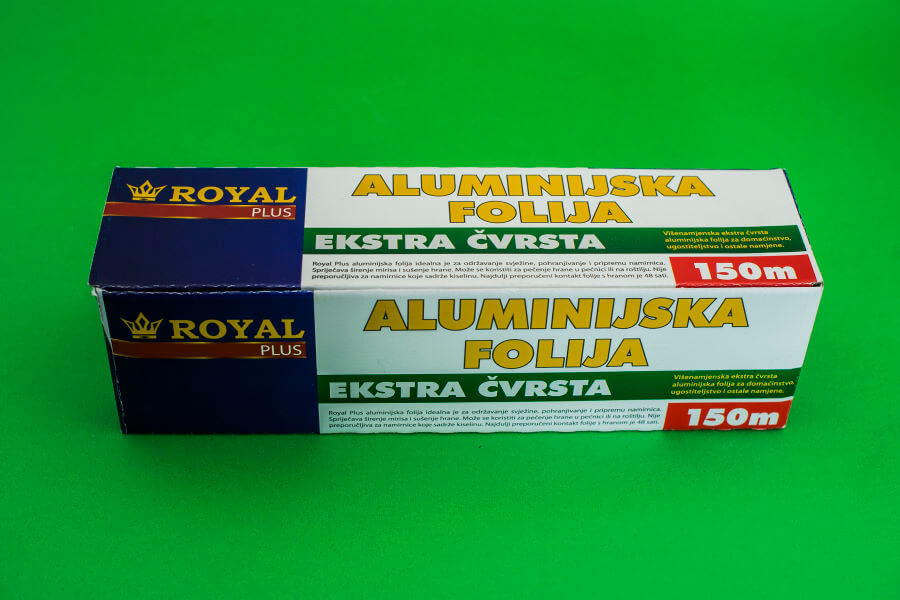 ROYAL
PLUS
ALUMINIJSKA
FOLIJA
EKSTRA ČVRSTA
Višenamjenska ekstra čvrsta
aluminijska folija za domaćinstvo,
ugostiteljstvo i ostale namjene.
Royal Plus aluminijska folija idealna je za održavanje svježine, pohranjivanje i pripremu namirnica.
Spriječava širenje mirisa i sušenje hrane. Može se koristiti za pečenje hrane u pećnici ili na roštilju. Nije
preporučljiva za namirnice koje sadrže kiselinu. Najdulji preporučeni kontakt folije s hranom je 48 sati.
150m
ROYAL
PLUS
ALUMINIJSKA
FOLIJA
EKSTRA ČVRSTA
Višenamjenska ekstra čvrsta
aluminijska folija za domaćinstvo,
ugostiteljstvo i ostale namjene.
Royal Plus aluminijska folija idealna je za održavanje svježine, pohranjivanje i pripremu namirnica.
Spriječava širenje mirisa i sušenje hrane. Može se koristiti za pečenje hrane u pećnici ili na roštilju. Nije
preporučljiva za namirnice koje sadrže kiselinu. Najdulji preporučeni kontakt folije s hranom je 48 sati.
150m